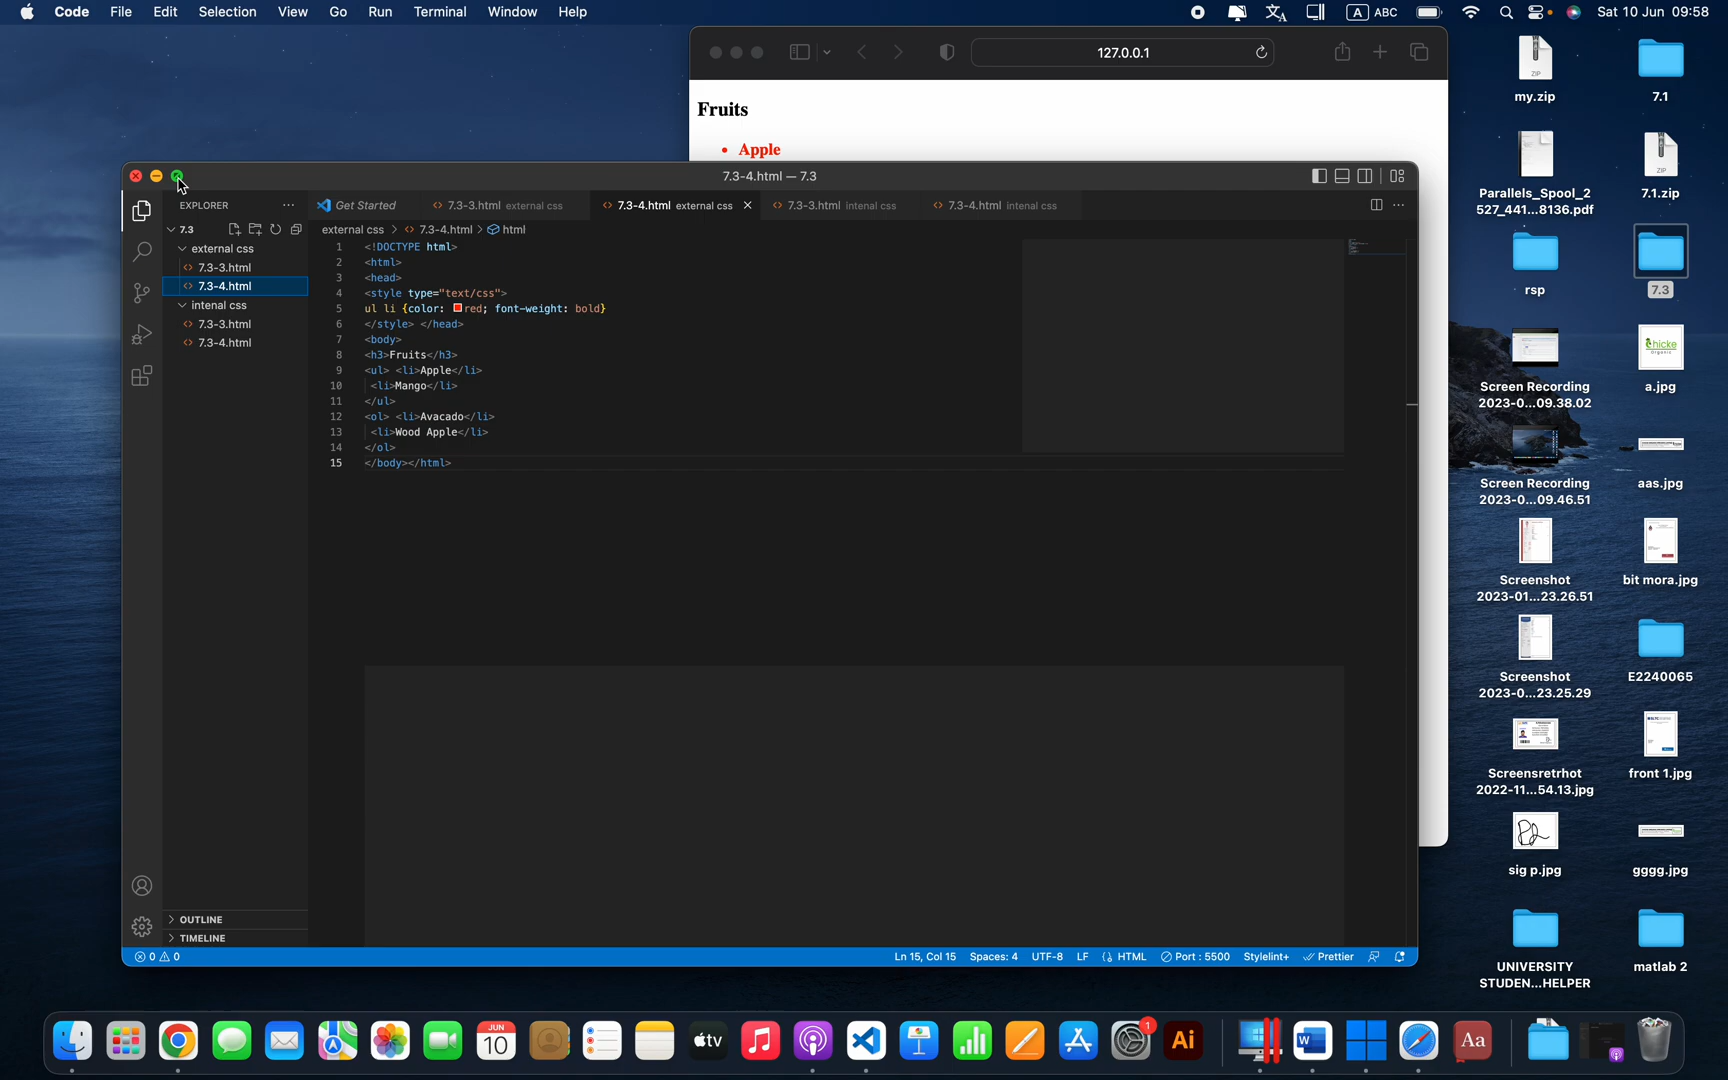 Code File Edit Selection View Go Run Terminal Window Help
A ABC Sat 10 Jun 09:58
127.0.0.1
Fruits
• Apple
7.3-4.html — 7.3
EXPLORER
Get Started
7.3-3.html external css
7.3-4.html external css
7.3-3.html intenal css
7.3-4.html intenal css
7.3
external css
7.3-3.html
7.3-4.html
intenal css
7.3-3.html
7.3-4.html
OUTLINE
TIMELINE
external css > 7.3-4.html > html
1 <!DOCTYPE html>
2 <html>
3 <head>
4 <style type="text/css">
5 ul li {color: red; font-weight: bold}
6 </style> </head>
7 <body>
8 <h3>Fruits</h3>
9 <ul> <li>Apple</li>
10 <li>Mango</li>
11 </ul>
12 <ol> <li>Avacado</li>
13 <li>Wood Apple</li>
14 </ol>
15 </body></html>
0 0
Ln 15, Col 15 Spaces: 4 UTF-8 LF {} HTML Port : 5500 Stylelint+ Prettier
ZIP
my.zip
7.1
Parallels_Spool_2
527_441...8136.pdf
ZIP
7.1.zip
rsp
7.3
Screen Recording
2023-0...09.38.02
chicke
Organic
a.jpg
Screen Recording
2023-0...09.46.51
aas.jpg
Screenshot
2023-01...23.26.51
bit mora.jpg
Screenshot
2023-0...23.25.29
E2240065
Screensretrhot
2022-11...54.13.jpg
front 1.jpg
sig p.jpg
gggg.jpg
UNIVERSITY
STUDEN...HELPER
matlab 2
JUN
10
tv
1
Ai
W
Aa